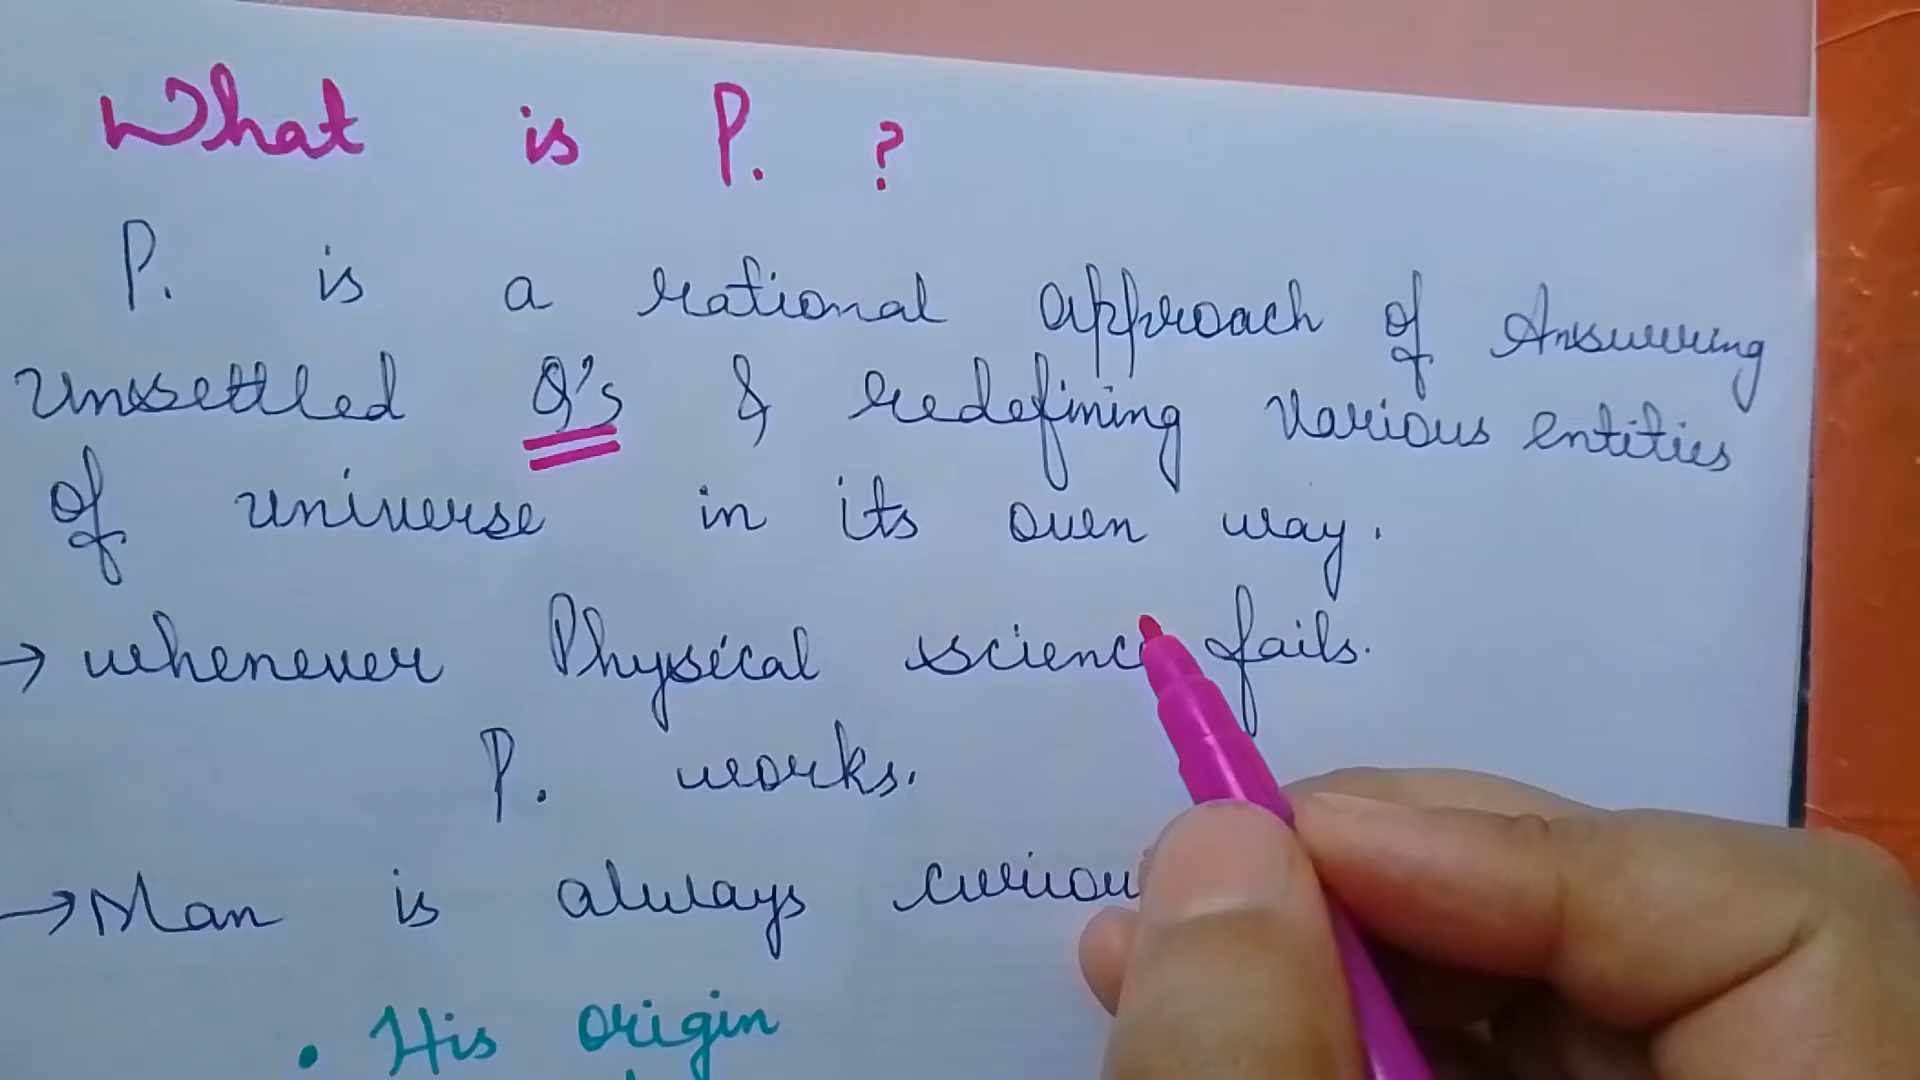 What is P. ?
P. is a rational approach of Answering
unsettled Q's & redefining various entities
of universe in its own way.
→ whenever Physical science fails.
P. works.
→ Man is always curiou
• His origin